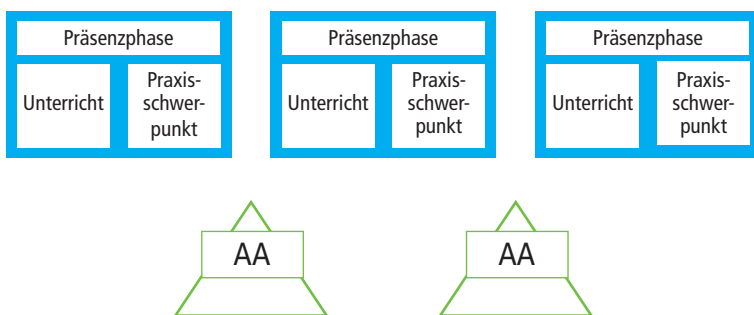 Präsenzphase
Unterricht
Praxis-
schwer-
punkt
Präsenzphase
Unterricht
Praxis-
schwer-
punkt
Präsenzphase
Unterricht
Praxis-
schwer-
punkt
AA
AA